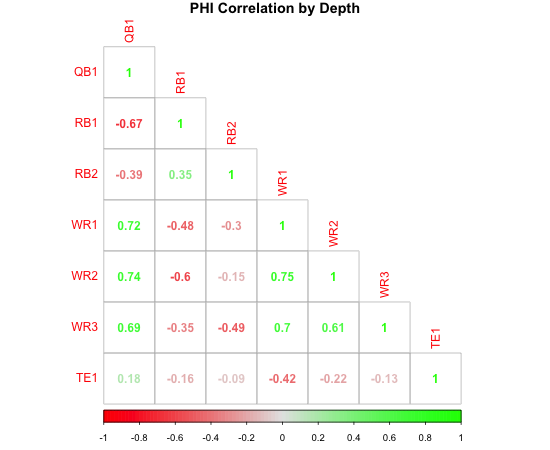 PHI Correlation by Depth
QB1
QB1 1 RB1
RB1 -0.67 1 RB2
RB2 -0.39 0.35 1 WR1
WR1 0.72 -0.48 -0.3 1 WR2
WR2 0.74 -0.6 -0.15 0.75 1 WR3
WR3 0.69 -0.35 -0.49 0.7 0.61 1 TE1
TE1 0.18 -0.16 -0.09 -0.42 -0.22 -0.13 1
-1 -0.8 -0.6 -0.4 -0.2 0 0.2 0.4 0.6 0.8 1